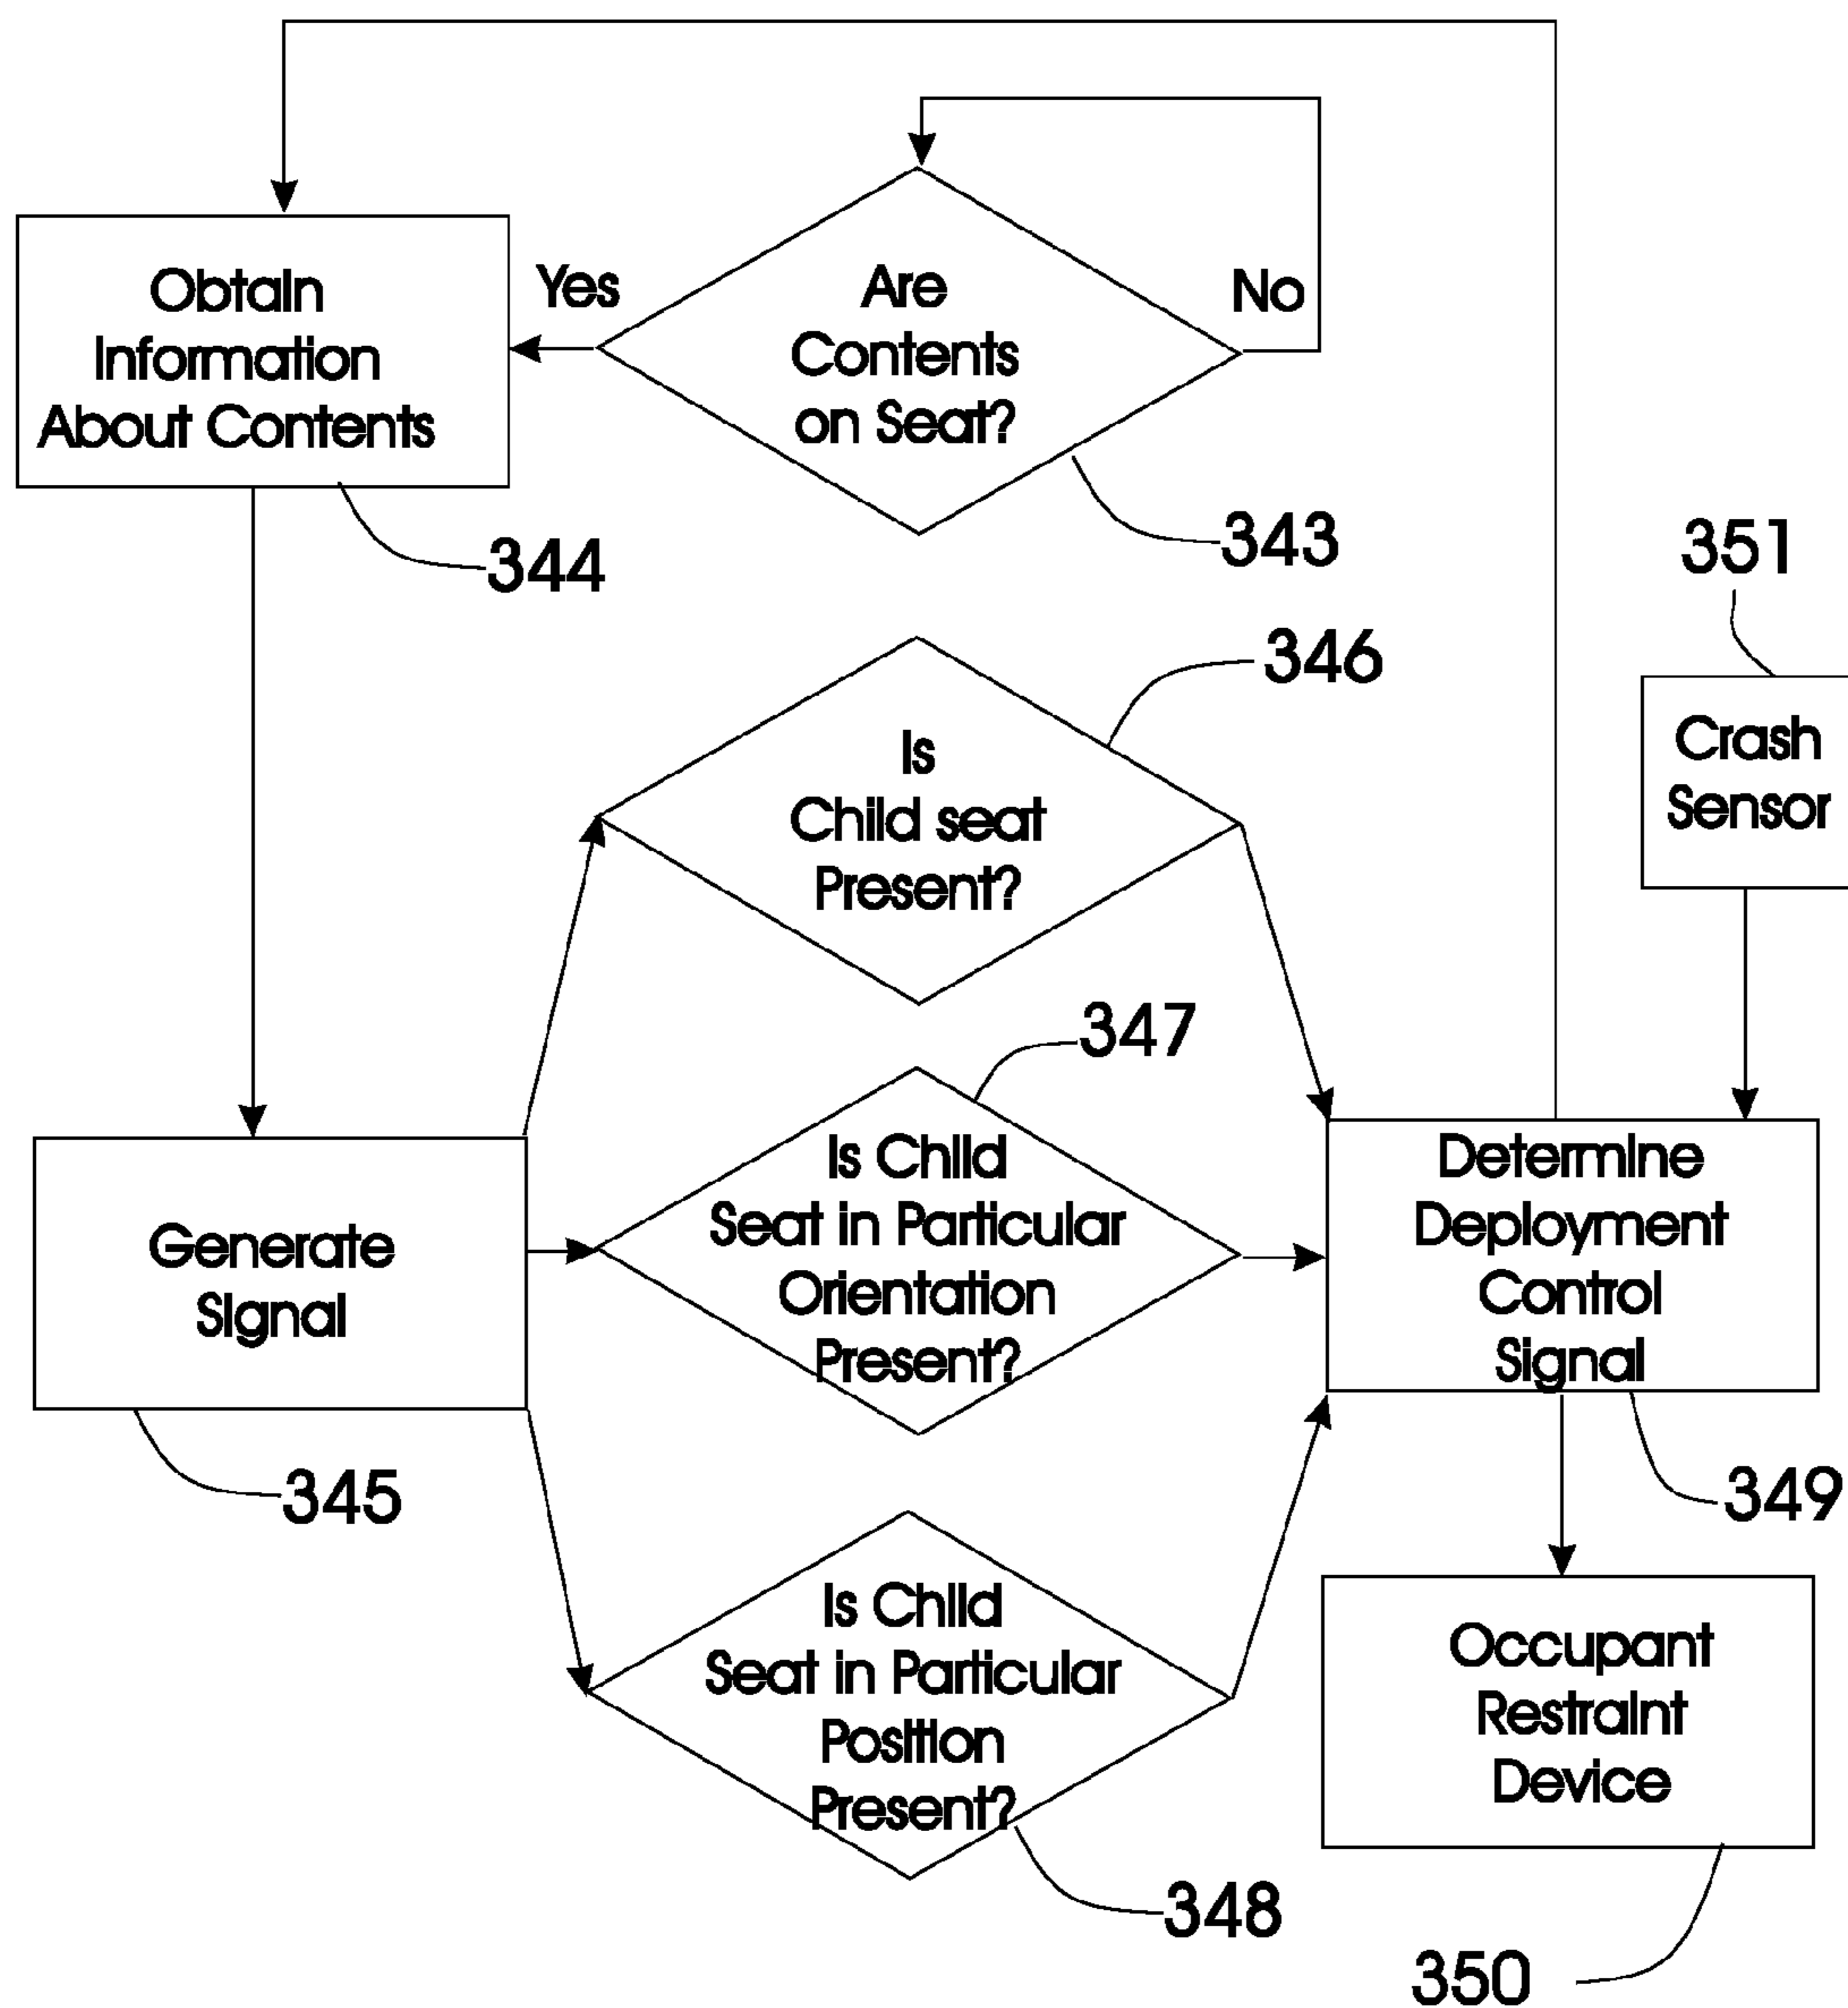 Obtain
Information
About Contents
Yes
Are
Contents
on Seat?
No
344
343
351
346
Is
Child seat
Present?
Crash
Sensor
347
Generate
Signal
Is Child
Seat in Particular
Orientation
Present?
Determine
Deployment
Control
Signal
345
349
Is Child
Seat in Particular
Position
Present?
Occupant
Restraint
Device
348
350